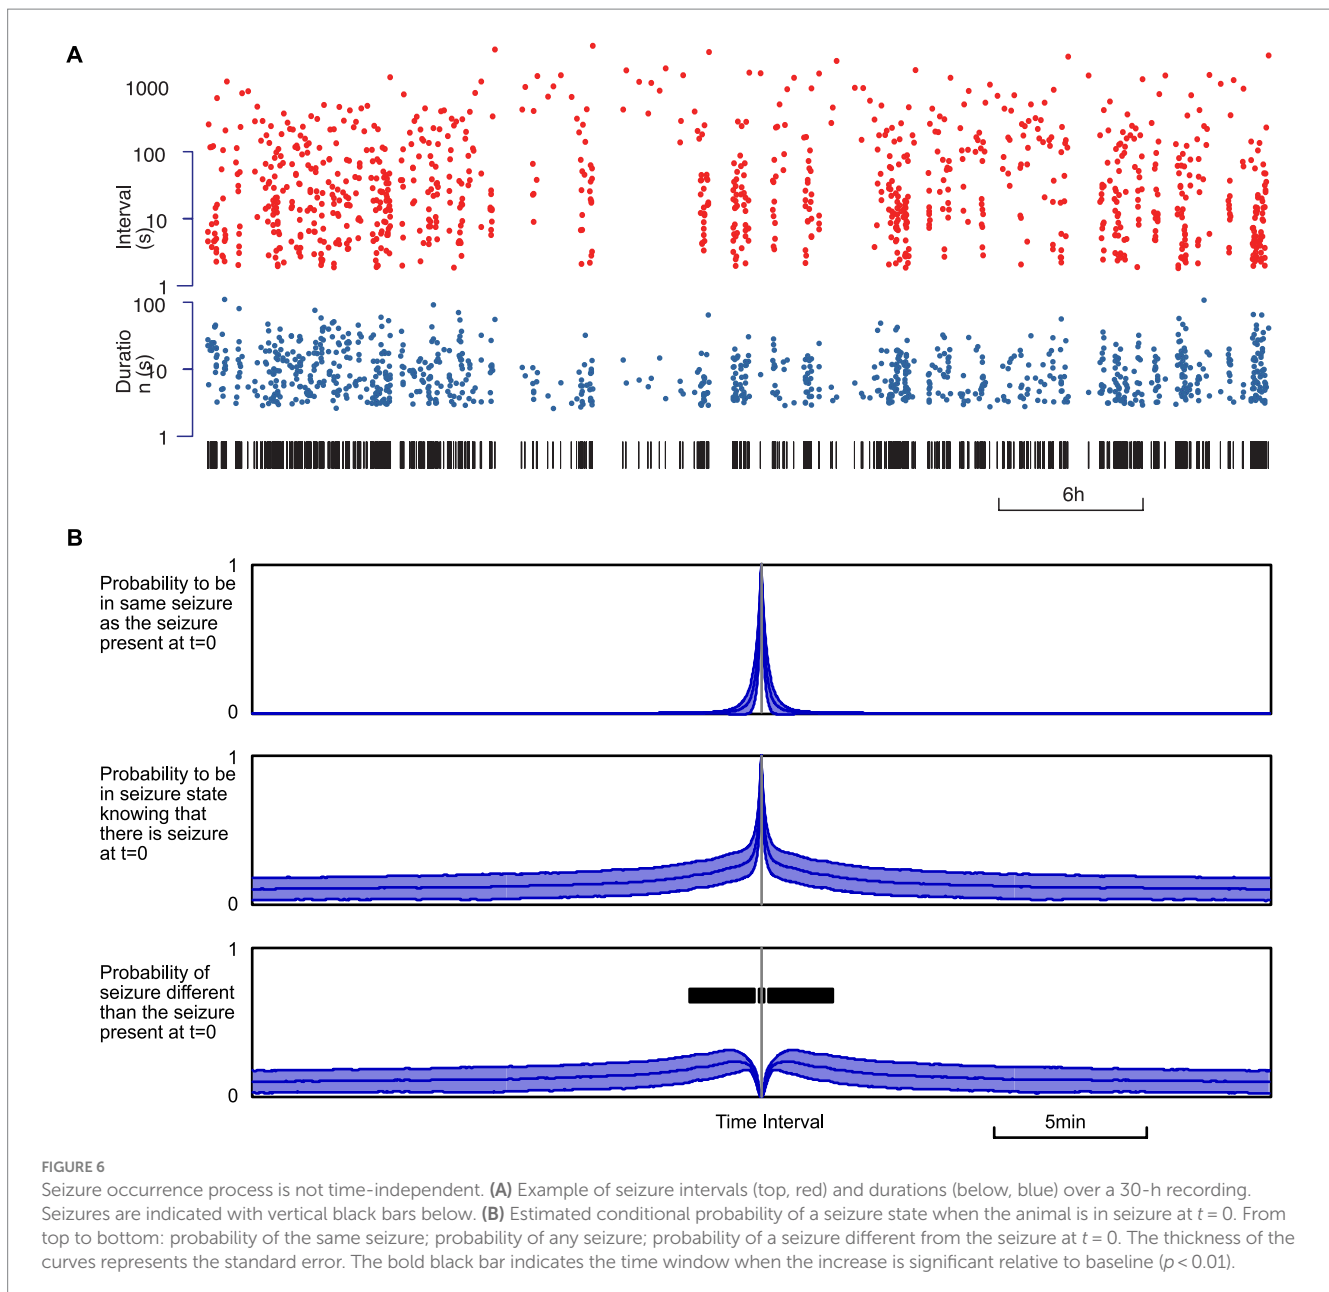 A
1000
100
10
1
Interval
(s)
100
10
1
Duratio
n (s)
6h
B
Probability to be
in same seizure
as the seizure
present at t=0
1
0
Probability to be
in seizure state
knowing that
there is seizure
at t=0
1
0
Probability of
seizure different
than the seizure
present at t=0
1
0
Time Interval
5min
FIGURE 6
Seizure occurrence process is not time-independent. (A) Example of seizure intervals (top, red) and durations (below, blue) over a 30-h recording.
Seizures are indicated with vertical black bars below. (B) Estimated conditional probability of a seizure state when the animal is in seizure at t = 0. From
top to bottom: probability of the same seizure; probability of any seizure; probability of a seizure different from the seizure at t = 0. The thickness of the
curves represents the standard error. The bold black bar indicates the time window when the increase is significant relative to baseline (p < 0.01).